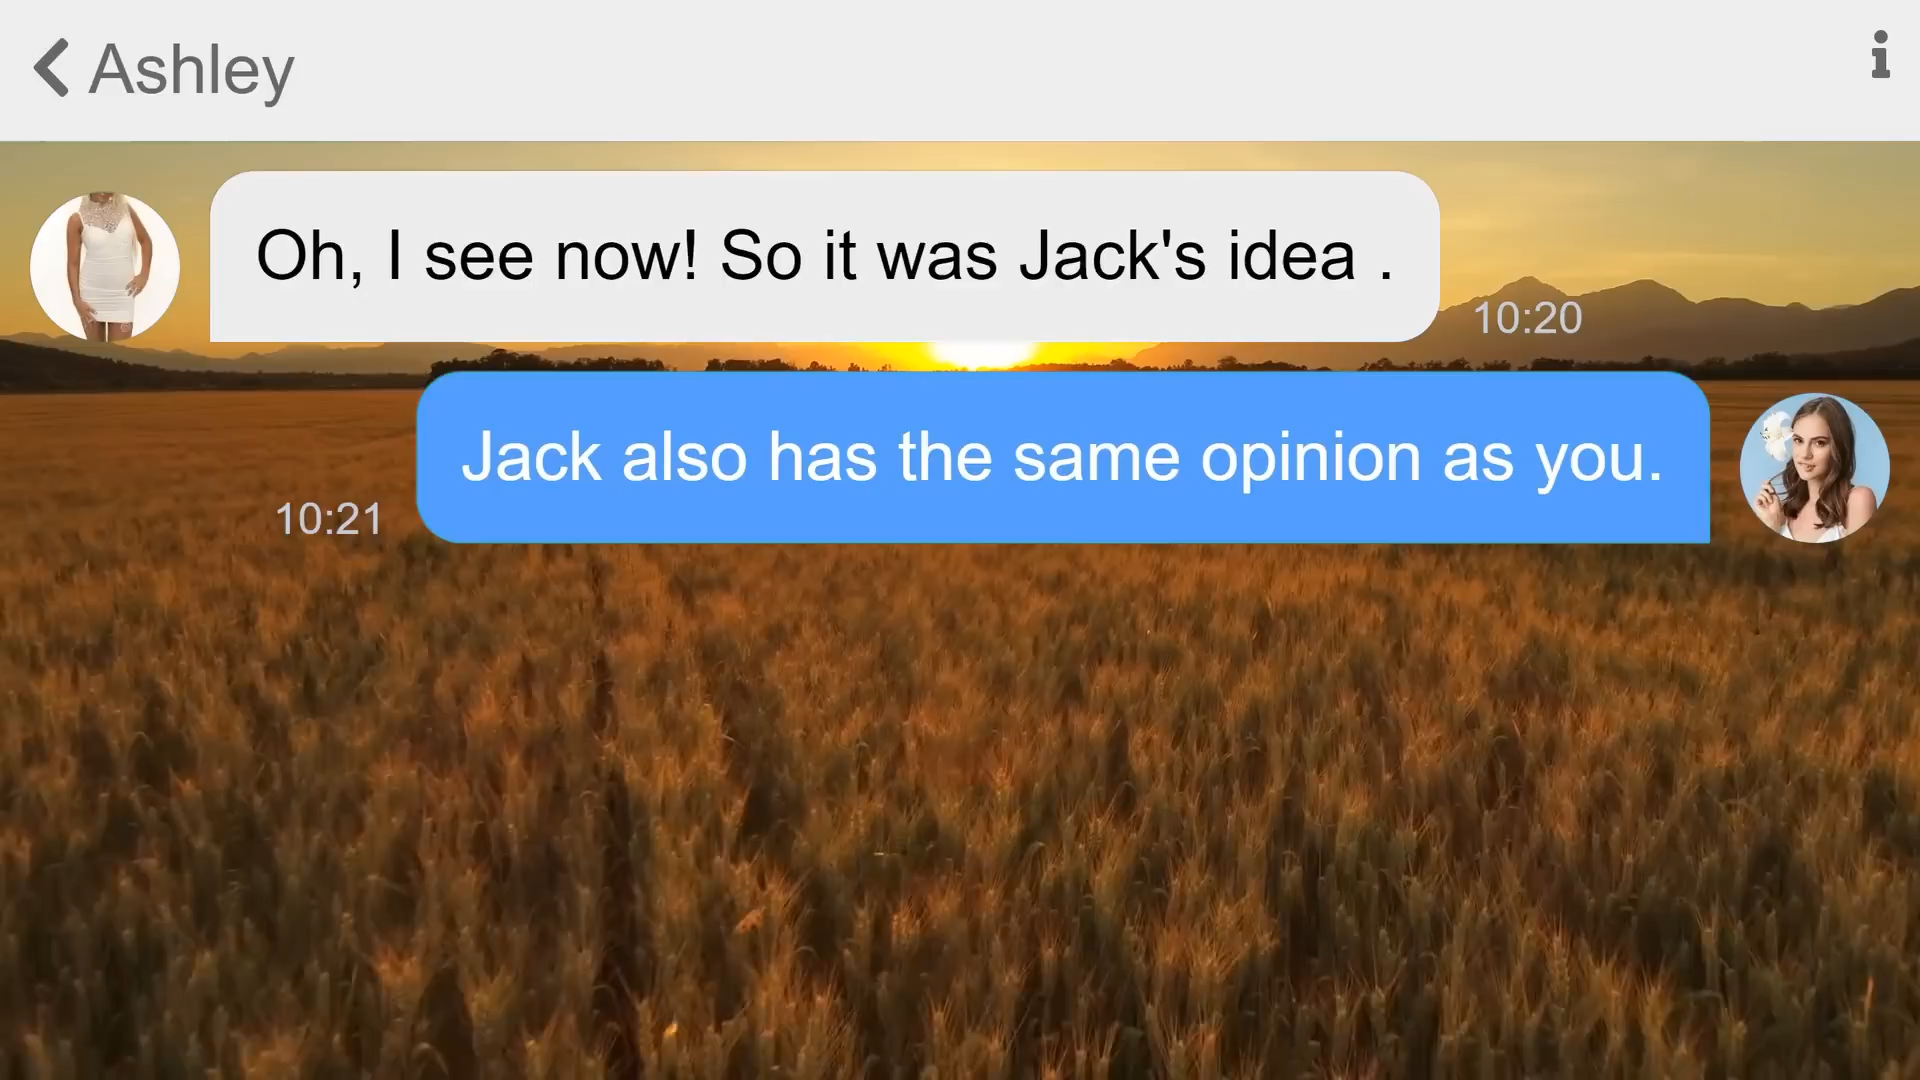 Ashley
Oh, I see now! So it was Jack's idea .
10:20
Jack also has the same opinion as you.
10:21